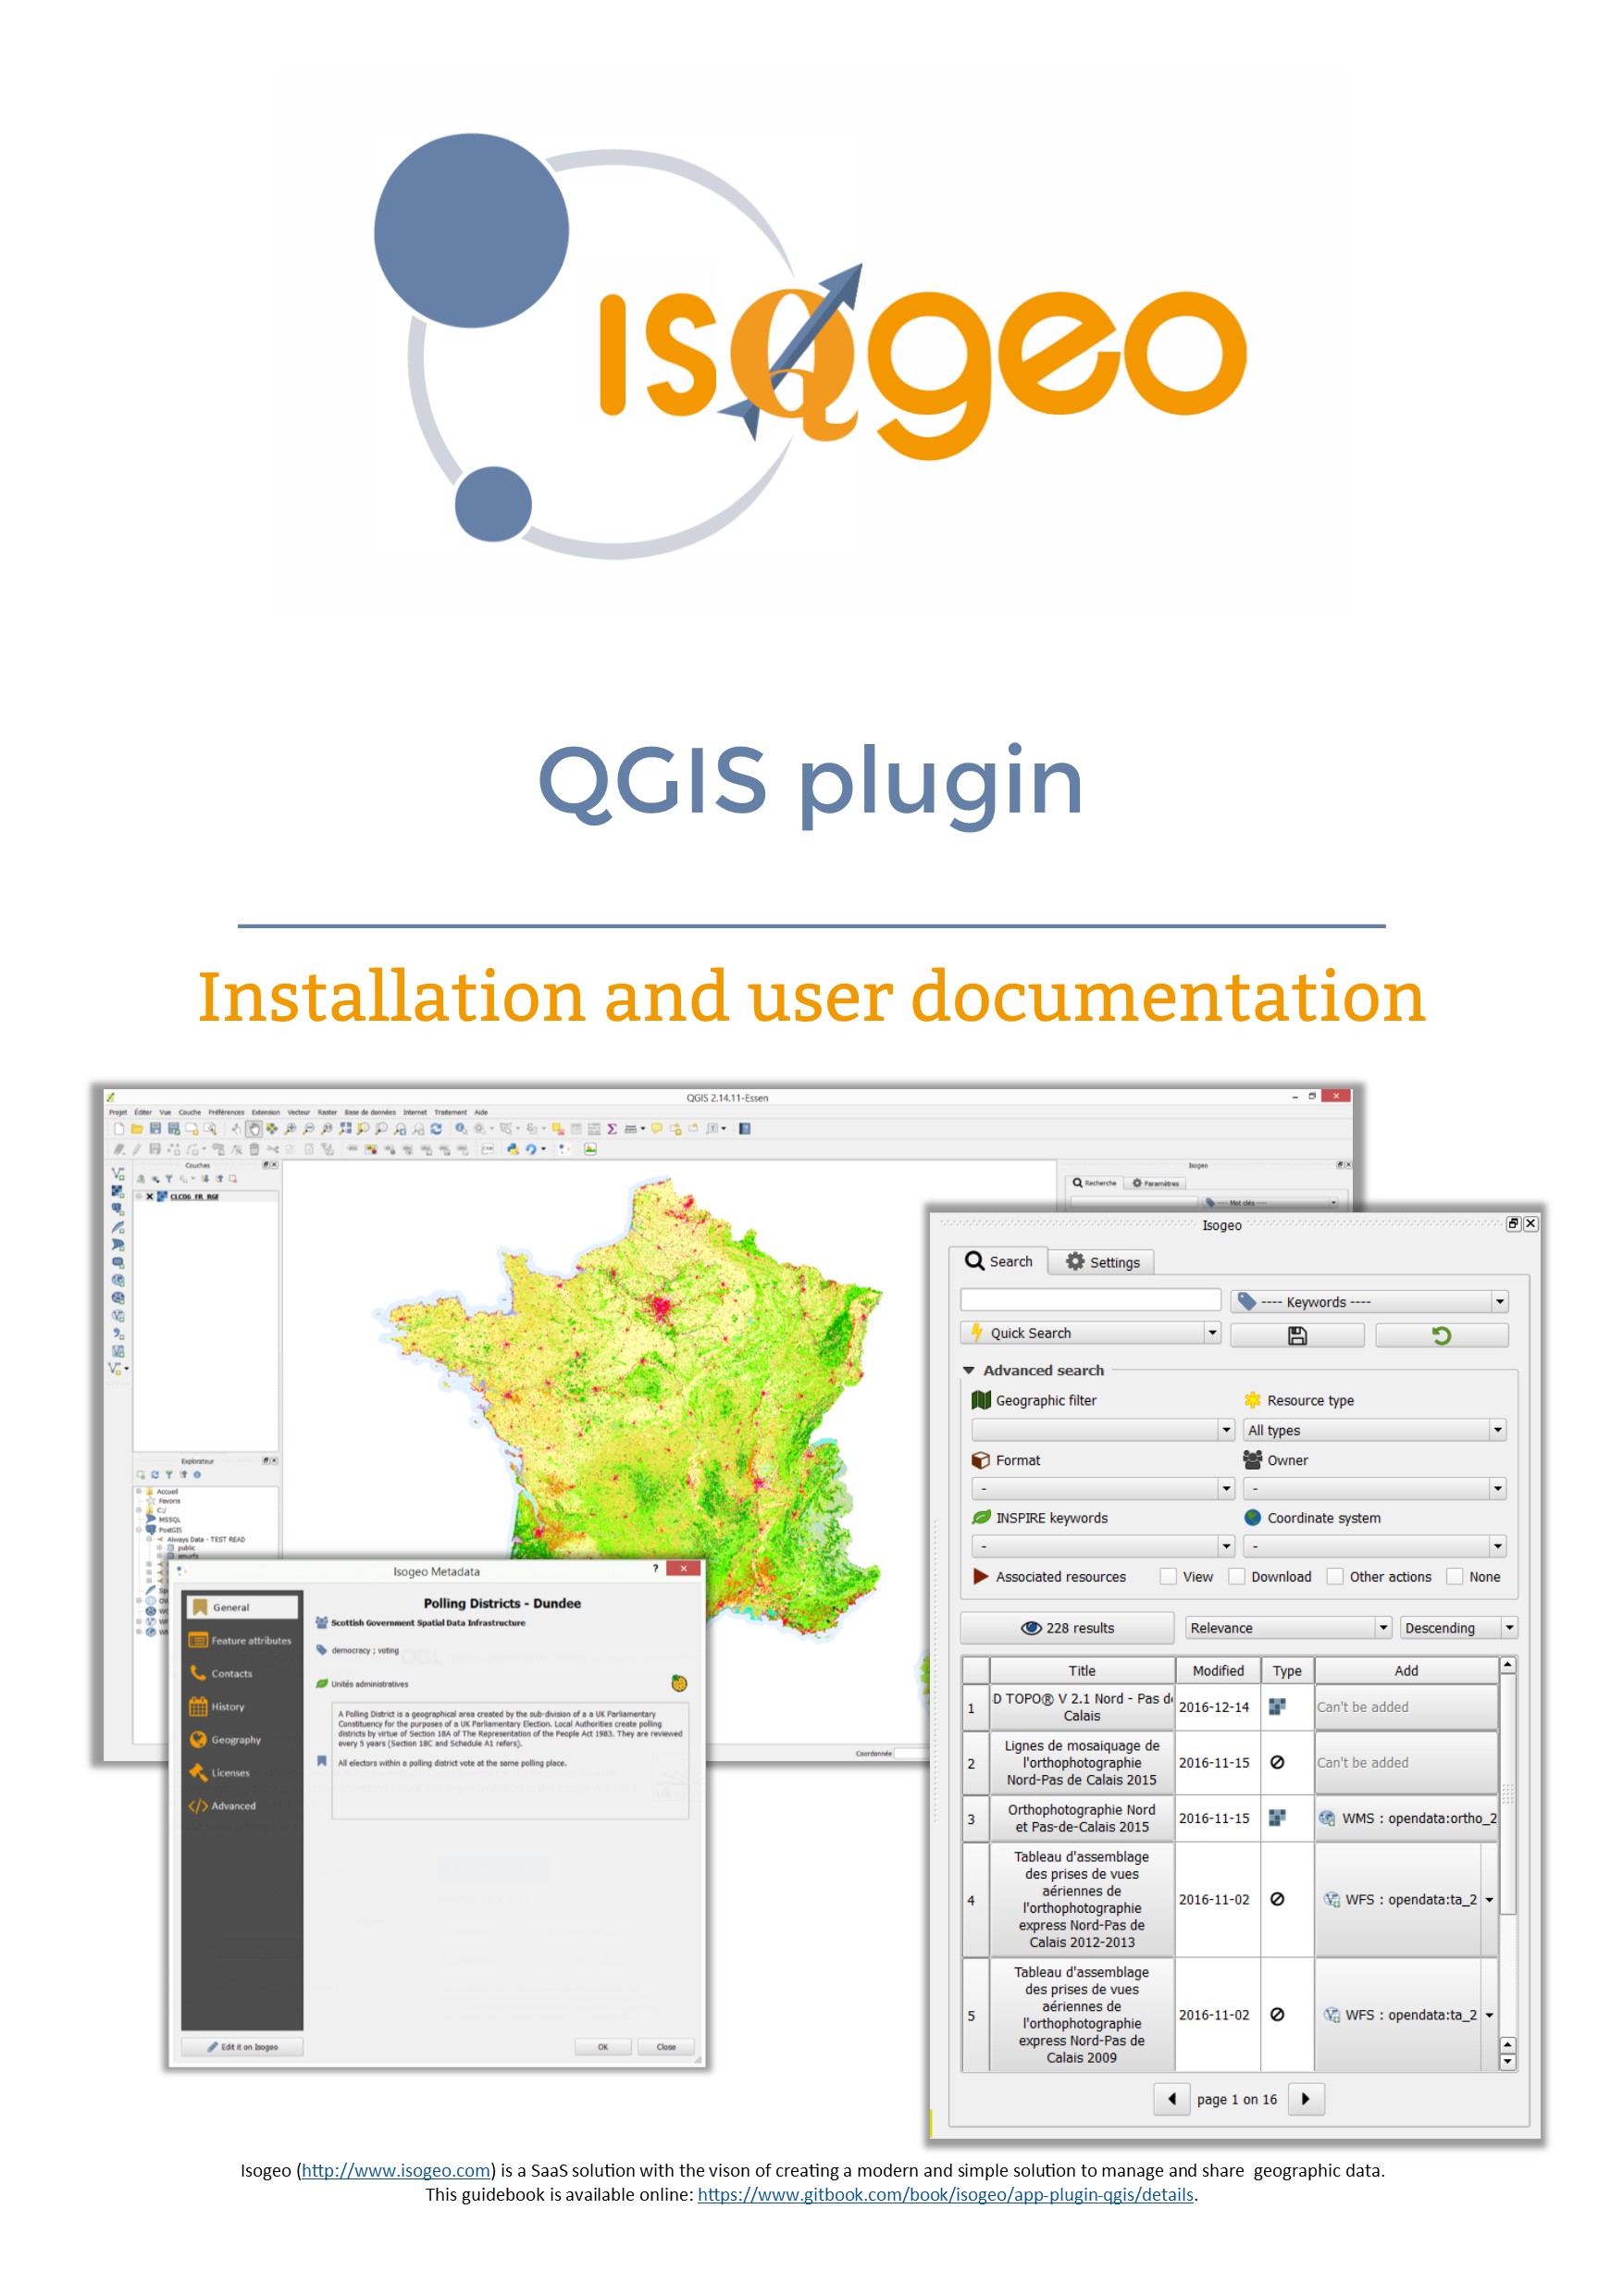 isQgeo
QGIS plugin
Installation and user documentation
QGIS 2.14.11-Essen
Projet Éditer Vue Couche Préférences Extension Vecteur Raster Base de données Internet Traitement Aide
Couches
CLC06_FR_RGF
Isogeo
Recherche Paramètres
---- Mot clés ----
Explorateur
Accueil
Favoris
C:/
MSSQL
PostGIS
Always Data - TEST READ
public
Coordonnée
Isogeo Metadata
General
Feature attributes
Contacts
History
Geography
Licenses
Advanced
Polling Districts - Dundee
Scottish Government Spatial Data Infrastructure
democracy ; voting
Unités administratives
A Polling District is a geographical area created by the sub-division of a a UK Parliamentary
Constituency for the purposes of a UK Parliamentary Election. Local Authorities create polling
districts by virtue of Section 18A of The Representation of the People Act 1983. They are reviewed
every 5 years (Section 18C and Schedule A1 refers).
All electors within a polling district vote at the same polling place.
Edit it on Isogeo
OK Close
Isogeo
Search Settings
---- Keywords ----
Quick Search
Advanced search
Geographic filter Resource type
All types
Format Owner
- -
INSPIRE keywords Coordinate system
- -
Associated resources View Download Other actions None
228 results Relevance Descending
Title Modified Type Add
1 D TOPO® V 2.1 Nord - Pas d 2016-12-14 Can't be added
Calais
2 Lignes de mosaiquage de
l'orthophotographie 2016-11-15 Can't be added
Nord-Pas de Calais 2015
3 Orthophotographie Nord 2016-11-15 WMS : opendata:ortho_2
et Pas-de-Calais 2015
Tableau d'assemblage
des prises de vues
aériennes de
4 l'orthophotographie 2016-11-02 WFS : opendata:ta_2
express Nord-Pas de
Calais 2012-2013
Tableau d'assemblage
des prises de vues
aériennes de
5 l'orthophotographie 2016-11-02 WFS : opendata:ta_2
express Nord-Pas de
Calais 2009
page 1 on 16
Isogeo (http://www.isogeo.com) is a SaaS solution with the vison of creating a modern and simple solution to manage and share geographic data.
This guidebook is available online: https://www.gitbook.com/book/isogeo/app-plugin-qgis/details.